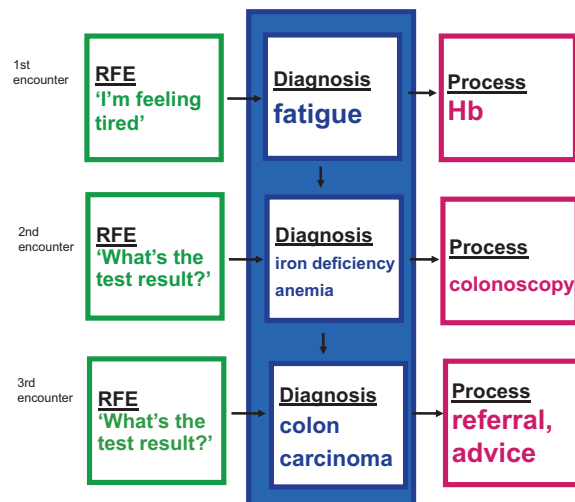 1st
encounter
RFE
‘I’m feeling
tired’
Diagnosis
fatigue
Process
Hb
2nd
encounter
RFE
‘What’s the
test result?’
Diagnosis
iron deficiency
anemia
Process
colonoscopy
3rd
encounter
RFE
‘What’s the
test result?’
Diagnosis
colon
carcinoma
Process
referral,
advice